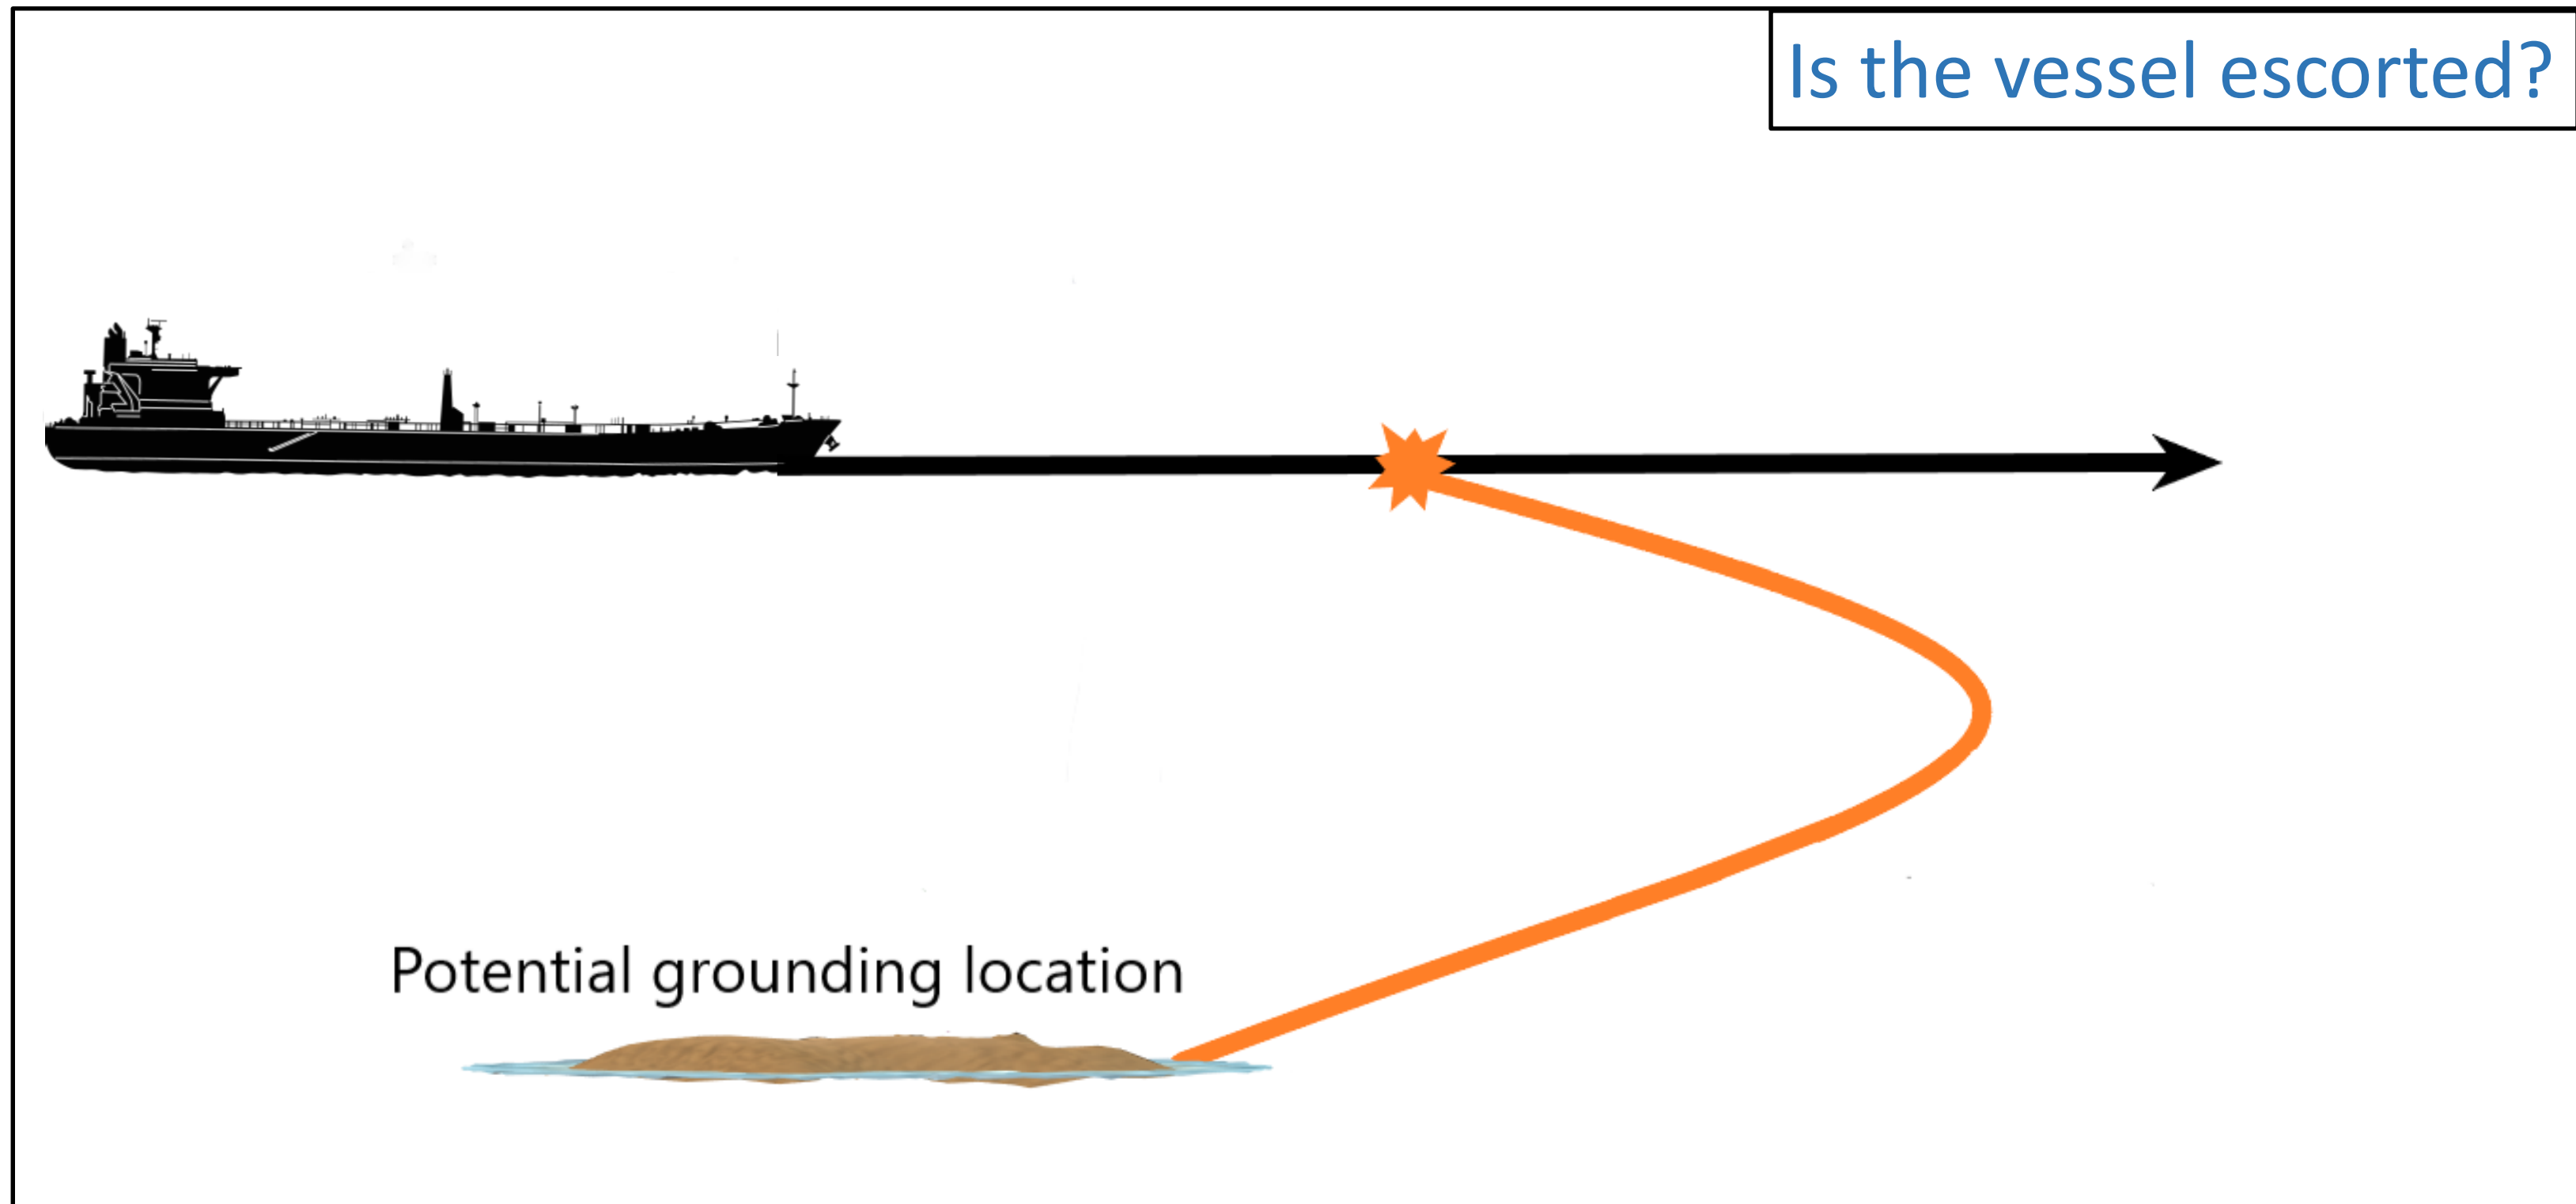 Is the vessel escorted?
Potential grounding location